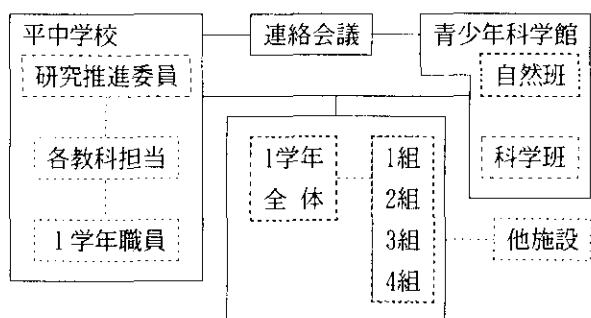 平中学校
連絡会議
青少年科学館
研究推進委員
自然班
各教科担当
1学年
全 体
1組
2組
3組
4組
科学班
1学年職員
他施設